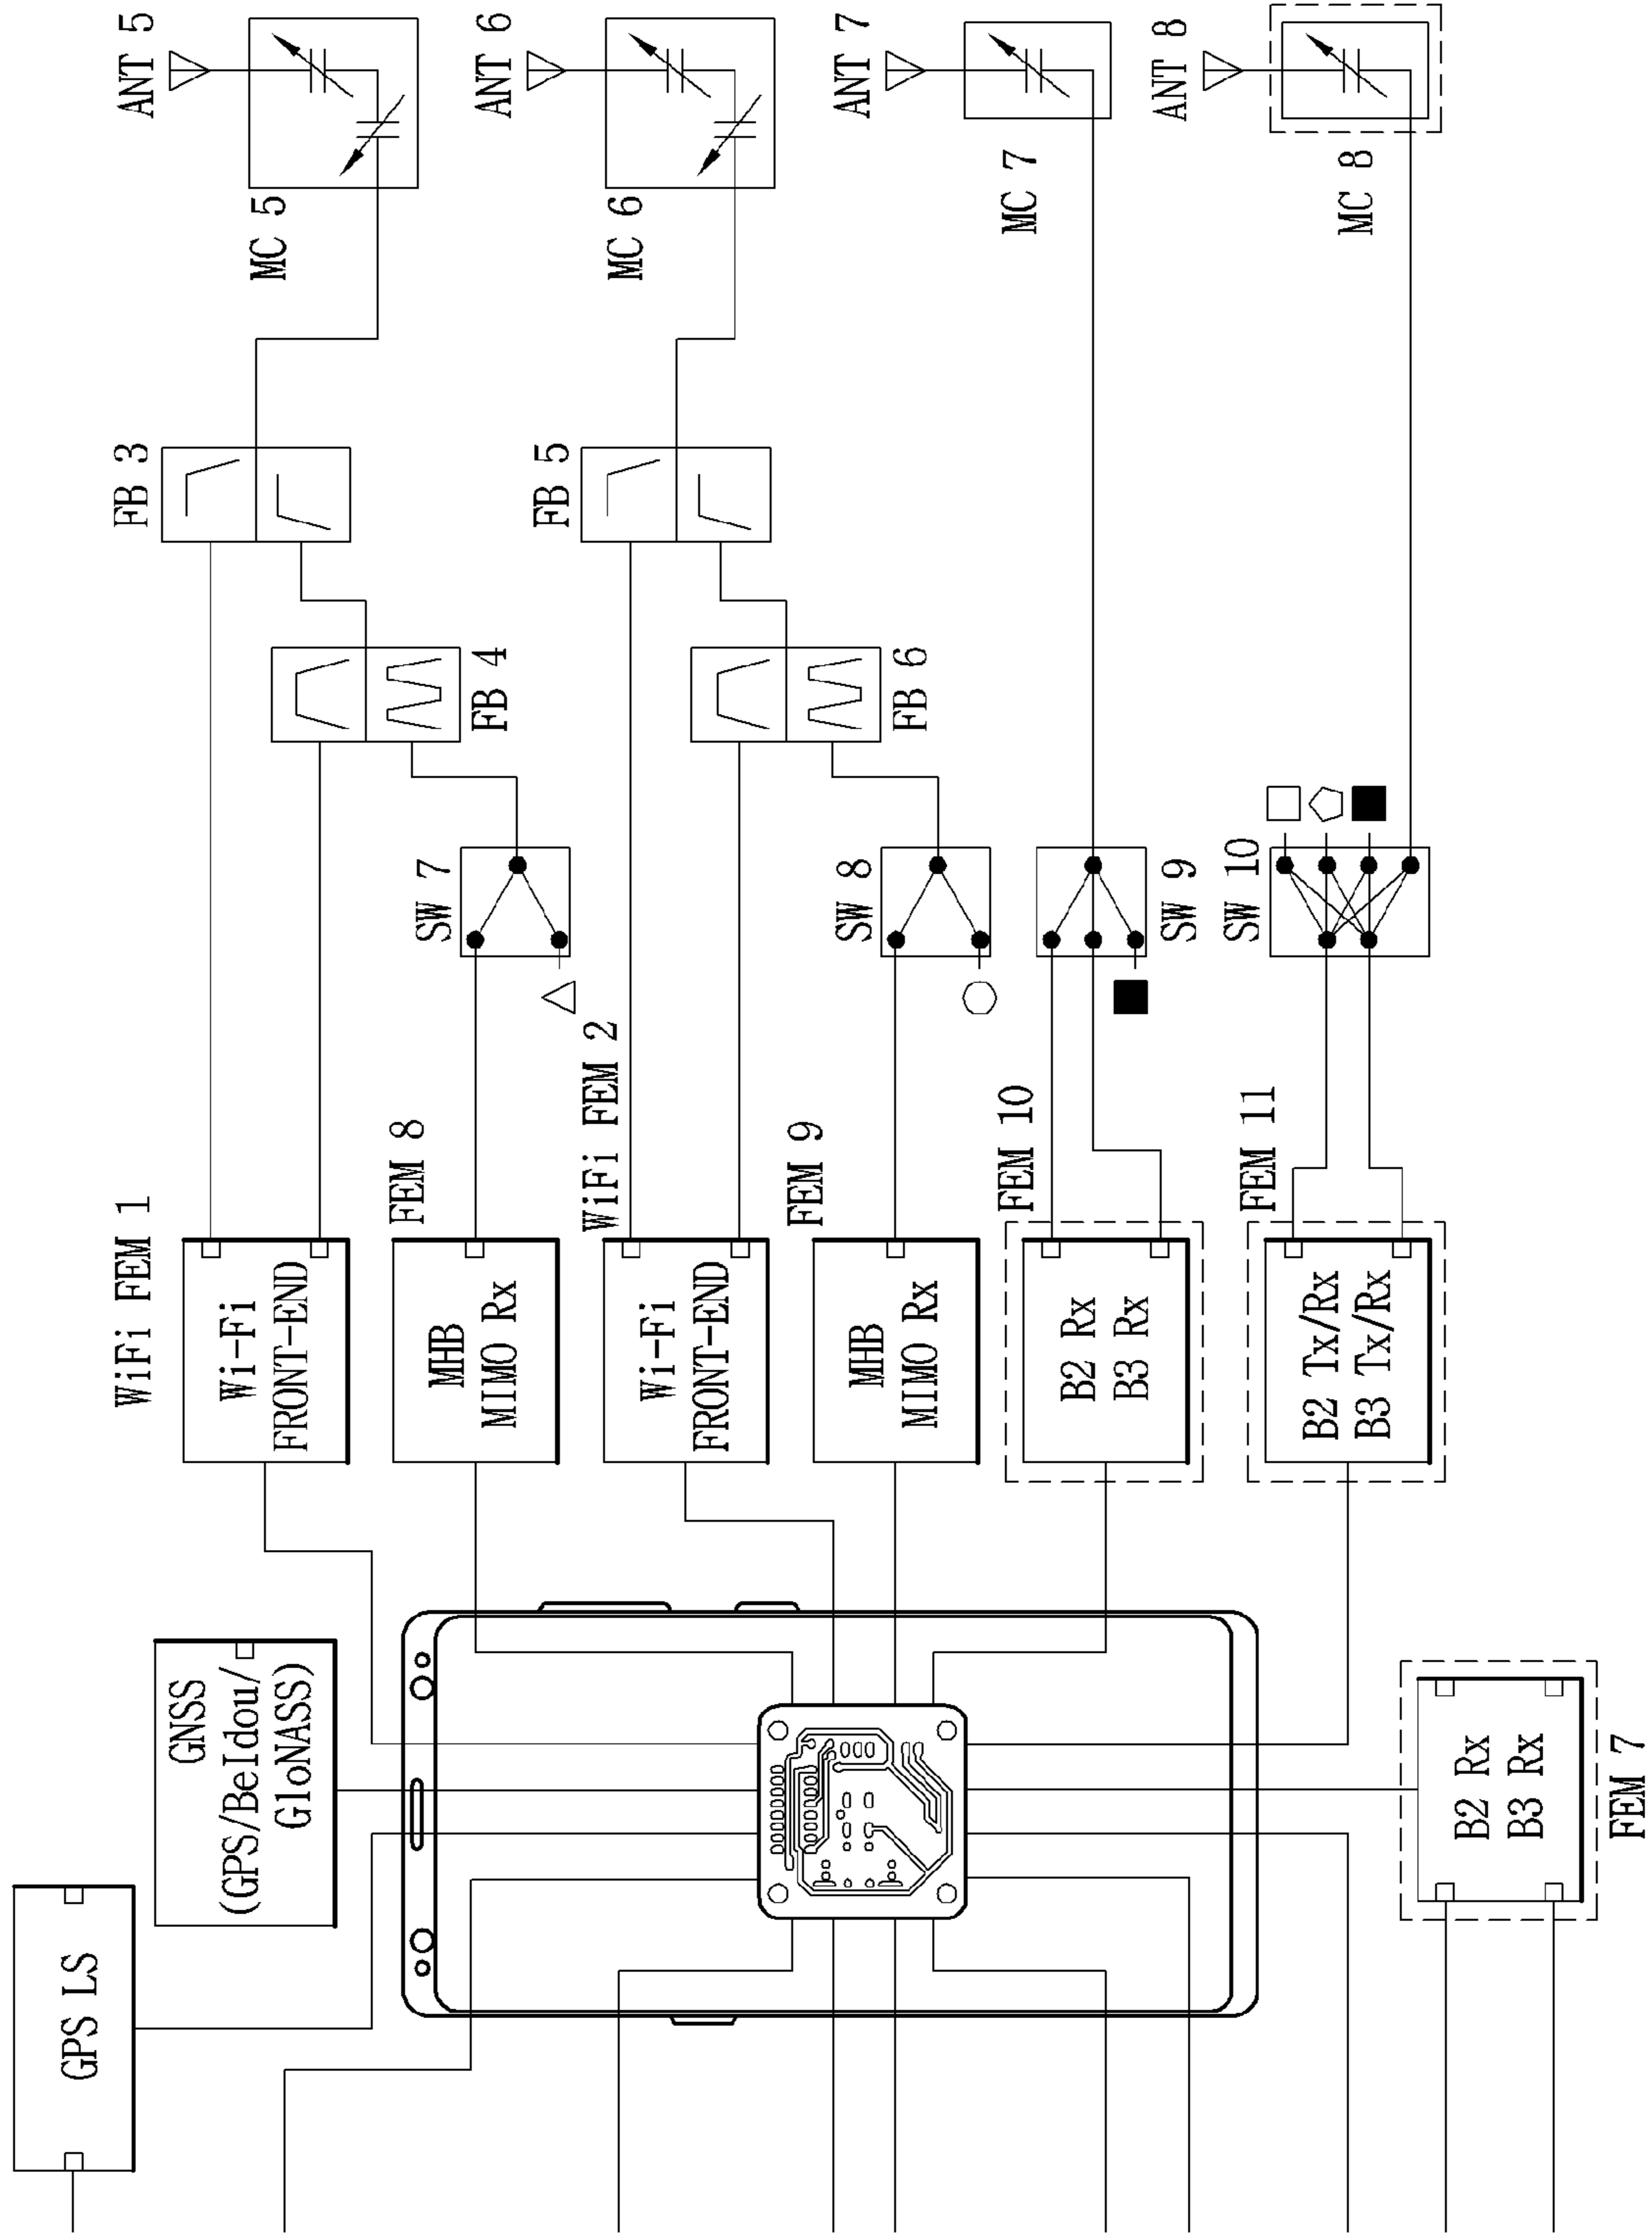 GPS LS
GNSS
(GPS/BeIdou/
GloNASS)
WiFi FEM 1
Wi-Fi
FRONT-END
FB 3
ANT 5
MC 5
FB 4
FEM 8
MHB
MIMO Rx
SW 7
WiFi FEM 2
Wi-Fi
FRONT-END
FB 5
ANT 6
MC 6
FB 6
FEM 9
MHB
MIMO Rx
SW 8
ANT 7
MC 7
FEM 10
B2 Rx
B3 Rx
SW 9
ANT 8
MC 8
FEM 11
B2 Tx/Rx
B3 Tx/Rx
SW 10
B2 Rx
B3 Rx
FEM 7